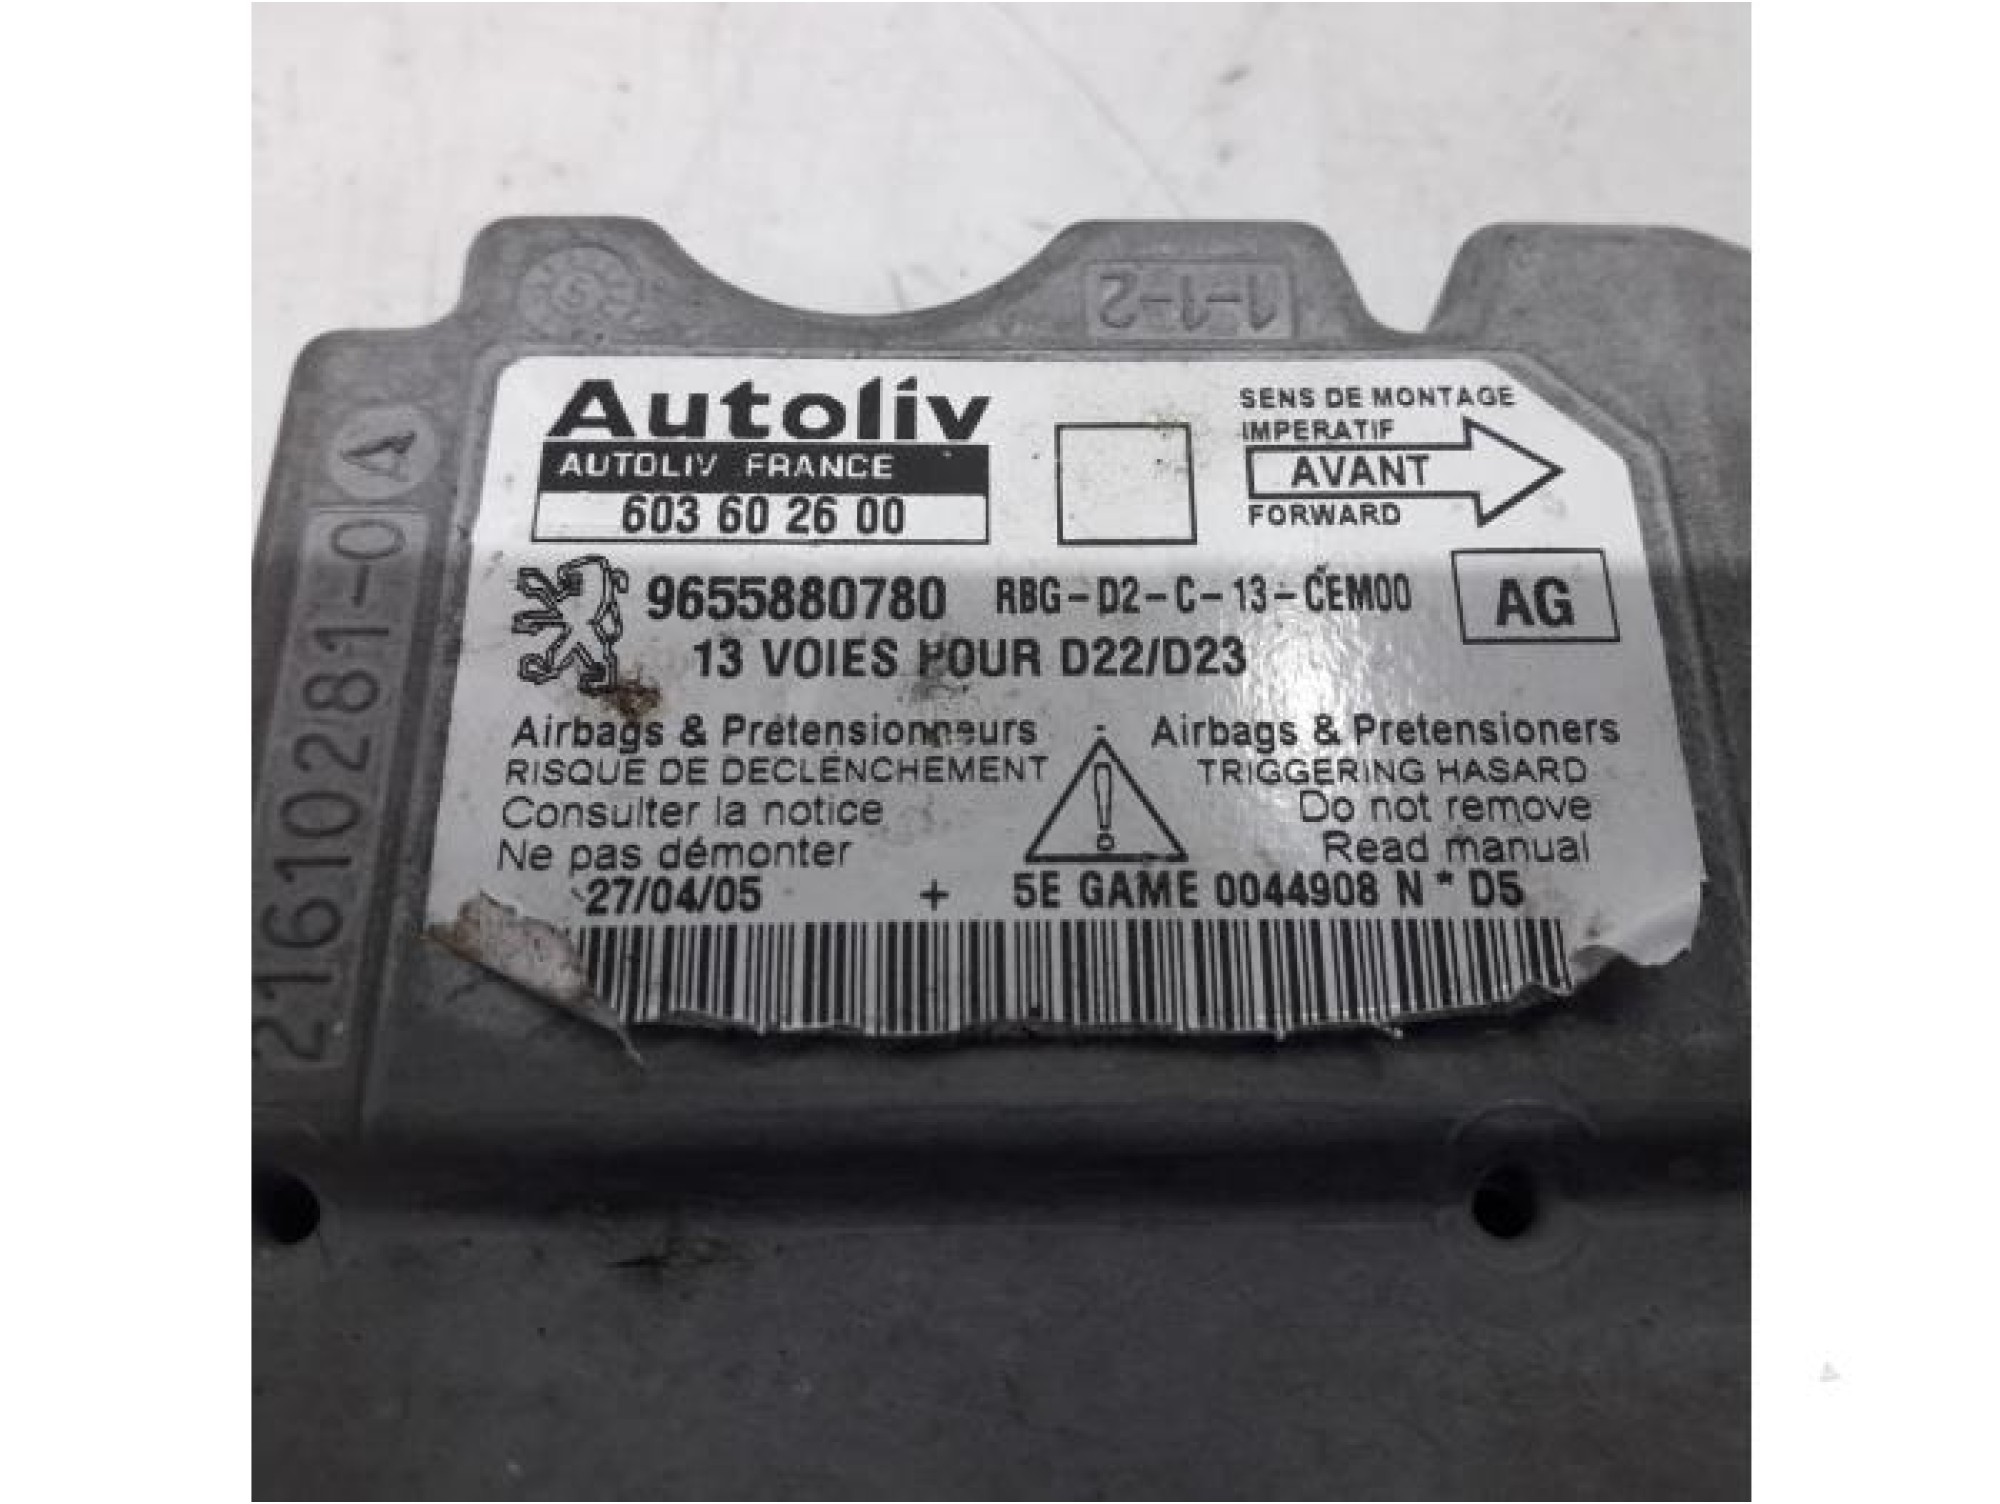 1-1-2
A
21610281-0
Autoliv
AUTOLIV FRANCE
603 60 26 00
SENS DE MONTAGE
IMPERATIF
AVANT
FORWARD
9655880780 RBG-D2-C-13-CEM00
AG
13 VOIES POUR D22/D23
Airbags & Prétensionneurs
RISQUE DE DECLENCHEMENT
Consulter la notice
Ne pas démonter
Airbags & Pretensioners
TRIGGERING HASARD
Do not remove
Read manual
27/04/05 + 5E GAME 0044908 N * D5